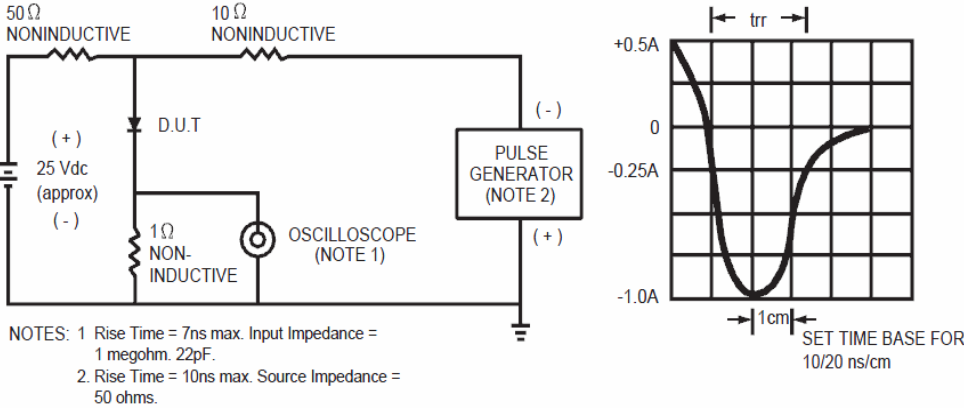 50 Ω
NONINDUCTIVE
10 Ω
NONINDUCTIVE
D.U.T
( + )
25 Vdc
(approx)
( - )
1 Ω
NON-
INDUCTIVE
OSCILLOSCOPE
(NOTE 1)
( - )
PULSE
GENERATOR
(NOTE 2)
( + )
trr
+0.5A
0
-0.25A
-1.0A
1cm
SET TIME BASE FOR
10/20 ns/cm
NOTES: 1 Rise Time = 7ns max. Input Impedance =
1 megohm. 22pF.
2. Rise Time = 10ns max. Source Impedance =
50 ohms.